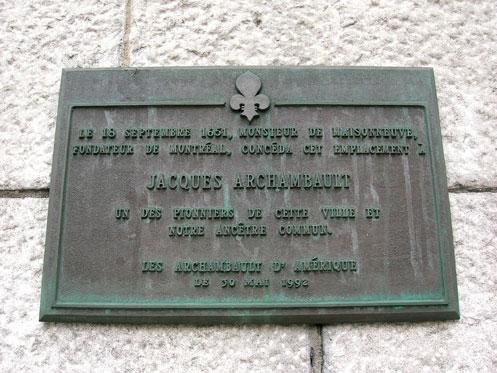 LE 18 SEPTEMBRE 1651, MONSIEUR DE MAISONNEUVE,
FONDATEUR DE MONTRÉAL, CONCÉDA CET EMPLACEMENT À
JACQUES ARCHAMBAULT
UN DES PIONNIERS DE CETTE VILLE ET
NOTRE ANCÊTRE COMMUN.
LES ARCHAMBAULT D'AMÉRIQUE
LE 30 MAI 1992